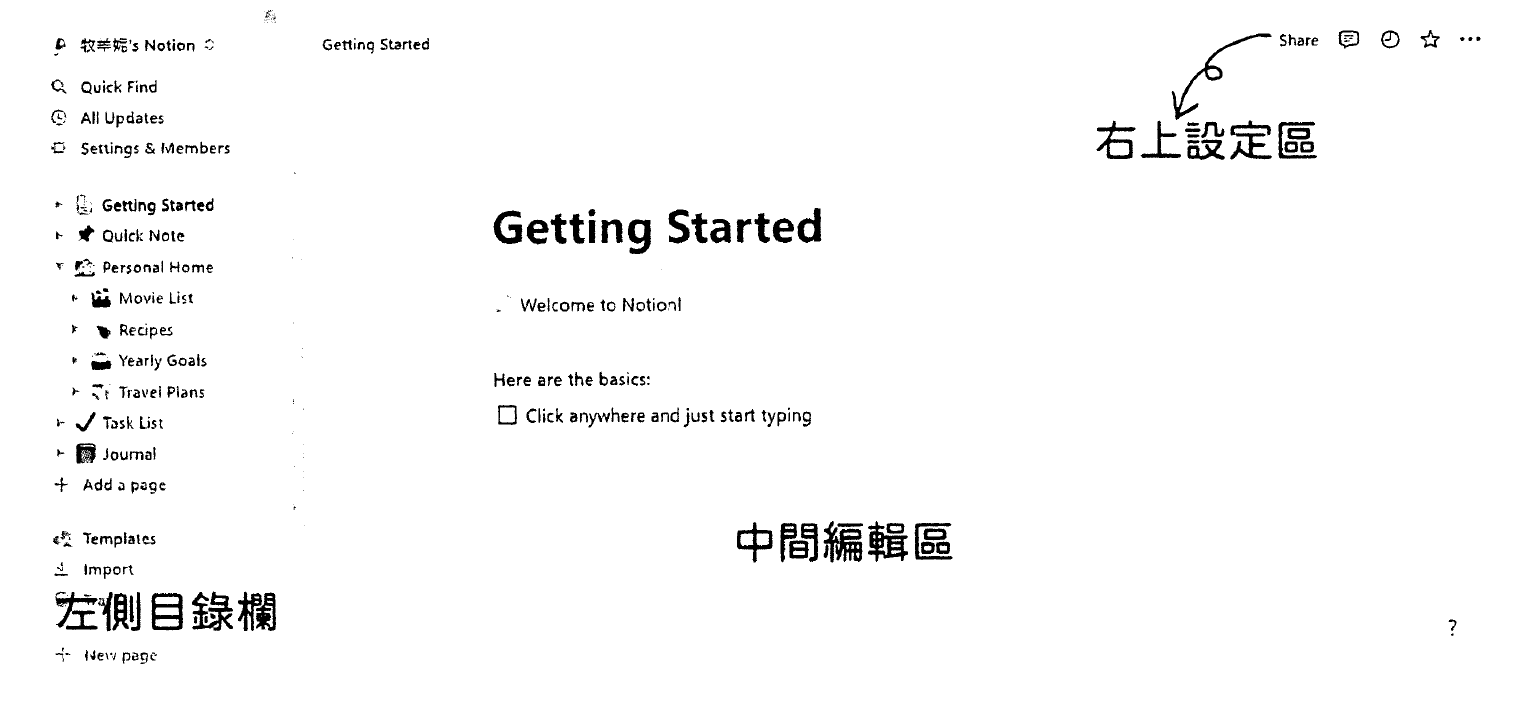 牧羊妮's Notion
Getting Started
Share
右上設定區
Quick Find
All Updates
Settings & Members
Getting Started
Quick Note
Personal Home
Movie List
Recipes
Yearly Goals
Travel Plans
Task List
Journal
Add a page
Templates
Import
左側目錄欄
New page
Getting Started
Welcome to Notion!
Here are the basics:
Click anywhere and just start typing
中間編輯區
?